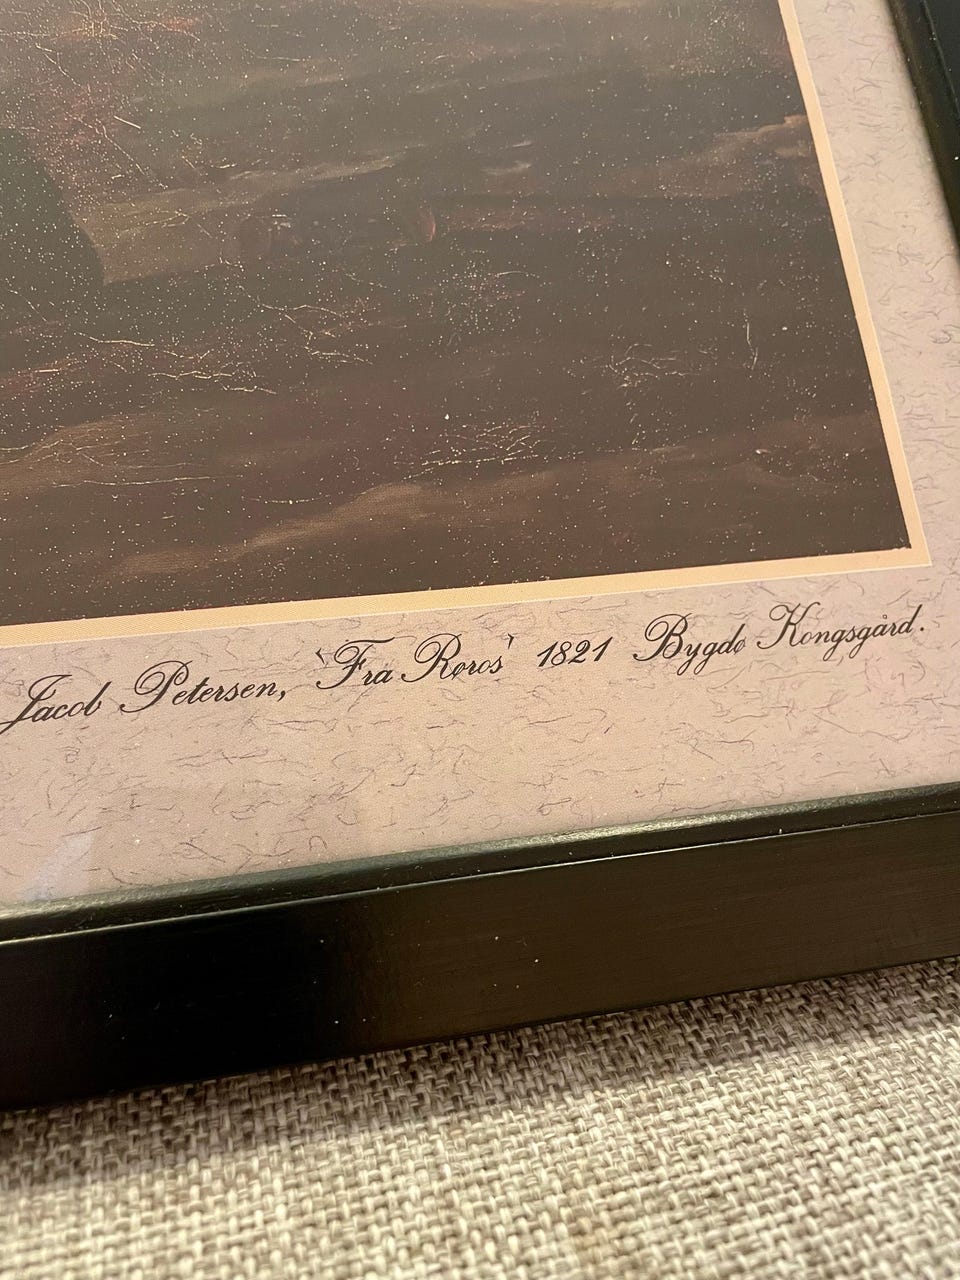 Jacob Petersen, 'Fra Røros' 1821 Bygdø Kongsgård.